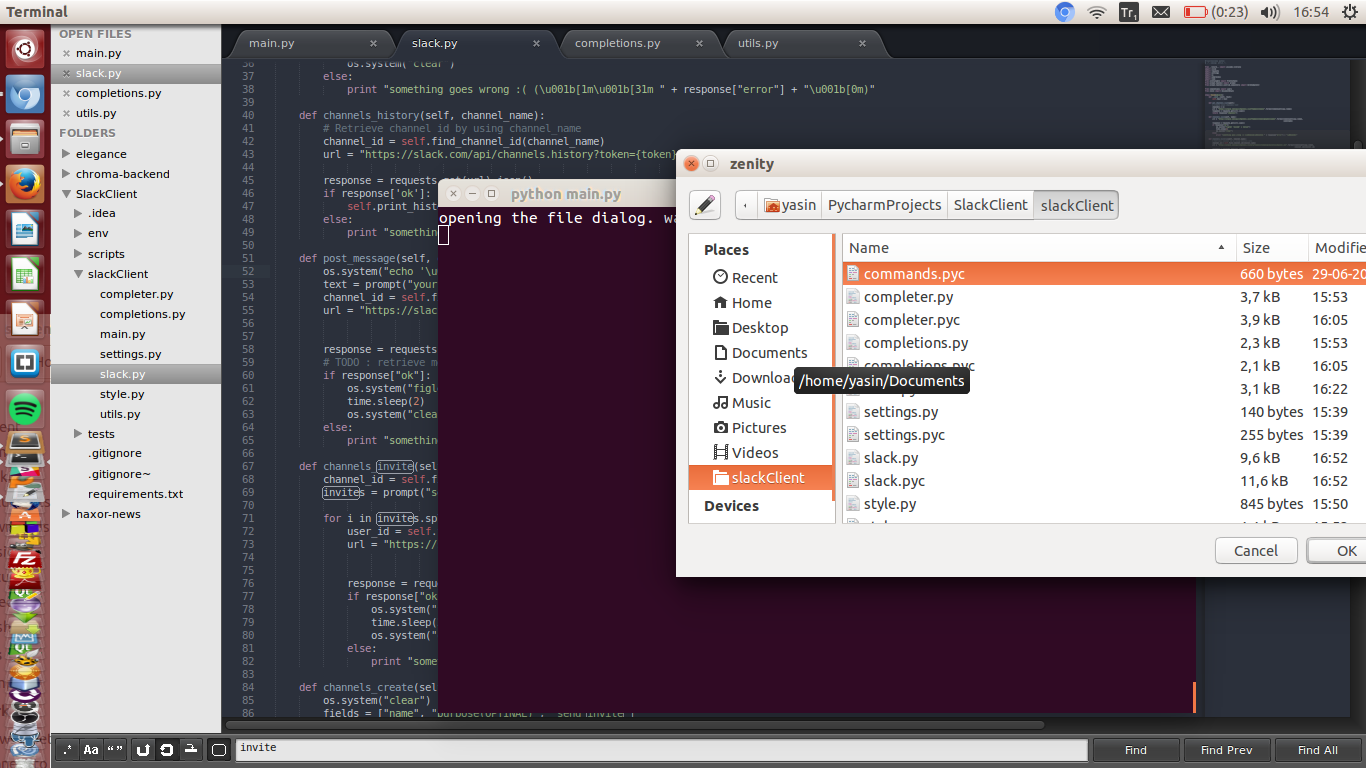 Terminal
Tr1
(0:23)
16:54
OPEN FILES
main.py
slack.py
completions.py
utils.py
FOLDERS
elegance
chroma-backend
SlackClient
.idea
env
scripts
slackClient
completer.py
completions.py
main.py
settings.py
slack.py
style.py
utils.py
tests
.gitignore
.gitignore~
requirements.txt
haxor-news
main.py
slack.py
completions.py
utils.py
36 os.system("clear")
37 else:
38 print "something goes wrong :( (\u001b[1m\u001b[31m " + response["error"] + "\u001b[0m)"
39
40 def channels_history(self, channel_name):
41 # Retrieve channel id by using channel_name
42 channel_id = self.find_channel_id(channel_name)
43 url = "https://slack.com/api/channels.history?token={token}
44
45 response = requests.get(url).json()
46 if response['ok']:
47 self.print_hist
48 else:
49 print "somethin
50
51 def post_message(self,
52 os.system("echo '\u
53 text = prompt("your
54 channel_id = self.f
55 url = "https://slac
56
57
58 response = requests
59 # TODO : retrieve m
60 if response["ok"]:
61 os.system("figl
62 time.sleep(2)
63 os.system("clea
64 else:
65 print "somethin
66
67 def channels_invite(sel
68 channel_id = self.f
69 invites = prompt("se
70
71 for i in invites.sp
72 user_id = self.
73 url = "https://
74
75
76 response = requ
77 if response["ok
78 os.system("
79 time.sleep(
80 os.system("
81 else:
82 print "some
83
84 def channels_create(sel
85 os.system("clear")
86 fields = ["name", "purpose(OPTINAL)", "send invite"]
python main.py
opening the file dialog. wa
zenity
yasin
PycharmProjects
SlackClient
slackClient
Places
Recent
Home
Desktop
Documents
Downloa
Music
Pictures
Videos
slackClient
Devices
/home/yasin/Documents
Name Size Modifie
commands.pyc 660 bytes 29-06-20
completer.py 3,7 kB 15:53
completer.pyc 3,9 kB 16:05
completions.py 2,3 kB 15:53
completions.pyc 2,1 kB 16:05
3,1 kB 16:22
settings.py 140 bytes 15:39
settings.pyc 255 bytes 15:39
slack.py 9,6 kB 16:52
slack.pyc 11,6 kB 16:52
style.py 845 bytes 15:50
Cancel
OK
.*
Aa
“ ”
invite
Find
Find Prev
Find All